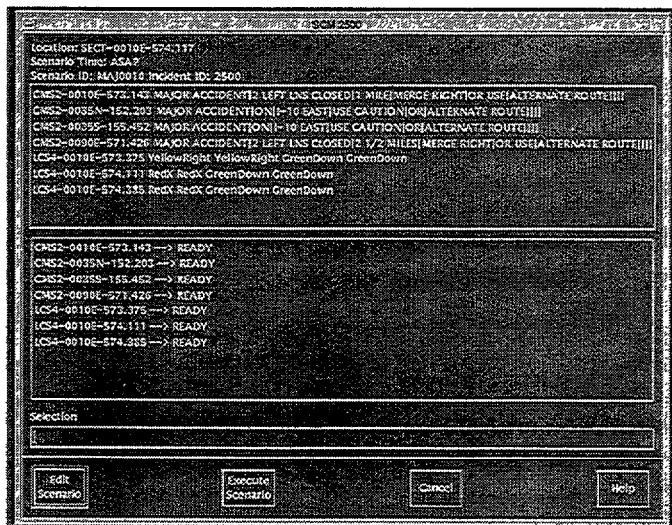 SGM 2500
Location: SECT-0010E-574.117
Scenario Time: ASAP
Scenario ID: MAJ0010 Incident ID: 2500
CMS2-0010E-573.143 MAJOR ACCIDENT|2 LEFT LNS CLOSED|1 MILE|MERGE RIGHT|OR USE|ALTERNATE ROUTE||||
CMS2-0035N-152.203 MAJOR ACCIDENT|ON|I-10 EAST|USE CAUTION|OR|ALTERNATE ROUTE||||
CMS2-0035S-155.452 MAJOR ACCIDENT|ON|I-10 EAST|USE CAUTION|OR|ALTERNATE ROUTE||||
CMS2-0090E-571.426 MAJOR ACCIDENT|2 LEFT LNS CLOSED|2 1/2 MILES|MERGE RIGHT|OR USE|ALTERNATE ROUTE||||
LCS4-0010E-573.375 YellowRight YellowRight GreenDown GreenDown
LCS4-0010E-574.111 RedX RedX GreenDown GreenDown
LCS4-0010E-574.385 RedX RedX GreenDown GreenDown
CMS2-0010E-573.143 ---> READY
CMS2-0035N-152.203 ---> READY
CMS2-0035S-155.452 ---> READY
CMS2-0090E-571.426 ---> READY
LCS4-0010E-573.375 ---> READY
LCS4-0010E-574.111 ---> READY
LCS4-0010E-574.385 ---> READY
Selection
Edit
Scenario
Execute
Scenario
Cancel
Help